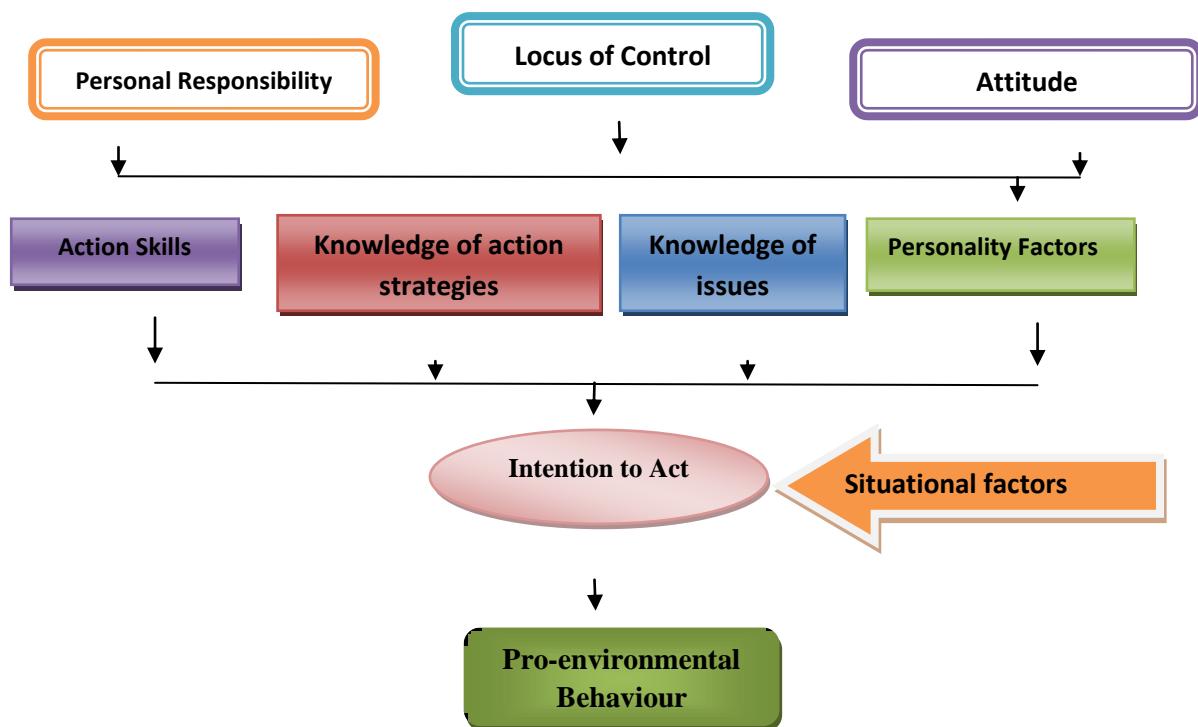 Personal Responsibility
Locus of Control
Attitude
Action Skills
Knowledge of action
strategies
Knowledge of
issues
Personality Factors
Intention to Act
Situational factors
Pro-environmental
Behaviour